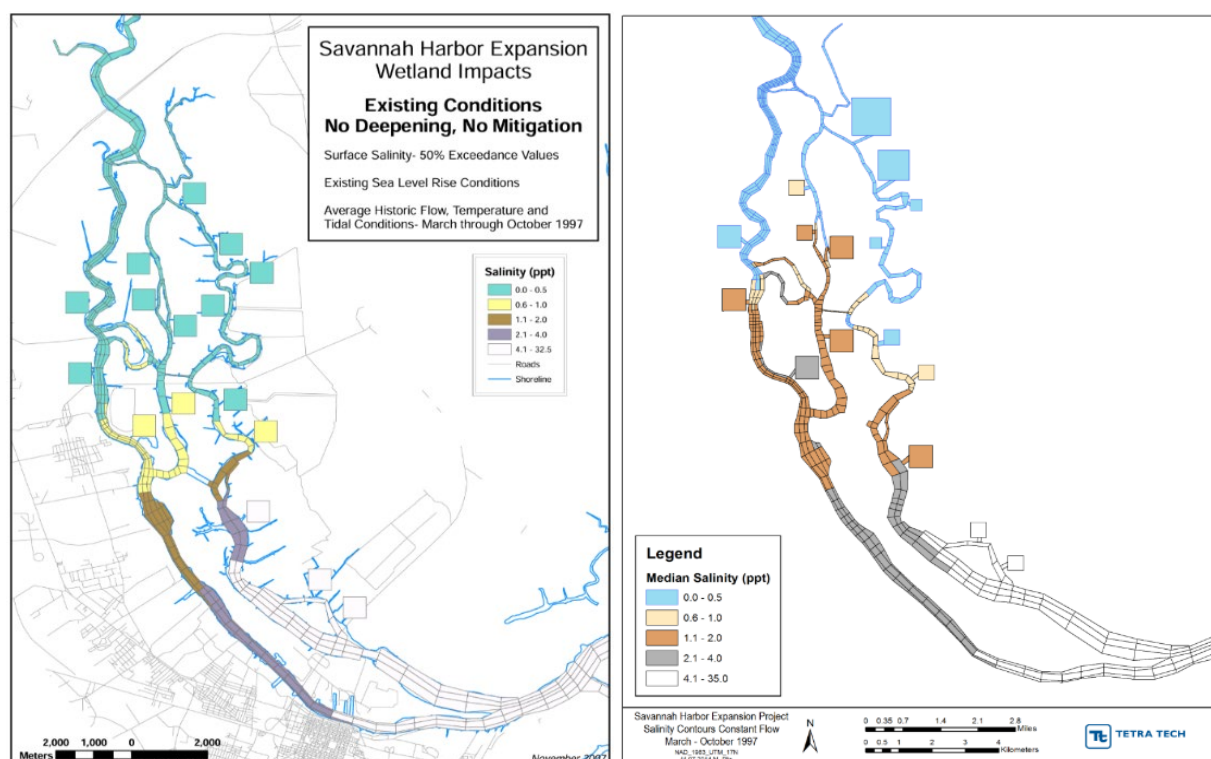 Savannah Harbor Expansion
Wetland Impacts
Existing Conditions
No Deepening, No Mitigation
Surface Salinity- 50% Exceedance Values
Existing Sea Level Rise Conditions
Average Historic Flow, Temperature and
Tidal Conditions- March through October 1997
Salinity (ppt)
0.0 - 0.5
0.6 - 1.0
1.1 - 2.0
2.1 - 4.0
4.1 - 32.5
Roads
Shoreline
2,000 1,000 0 2,000
Meters
November 2007
Legend
Median Salinity (ppt)
0.0 - 0.5
0.6 - 1.0
1.1 - 2.0
2.1 - 4.0
4.1 - 35.0
Savannah Harbor Expansion Project
Salinity Contours Constant Flow
March - October 1997
NAD_1983_UTM_17N
N
0 0.35 0.7 1.4 2.1 2.8
Miles
0 0.5 1 2 3 4
Kilometers
Tt TETRA TECH